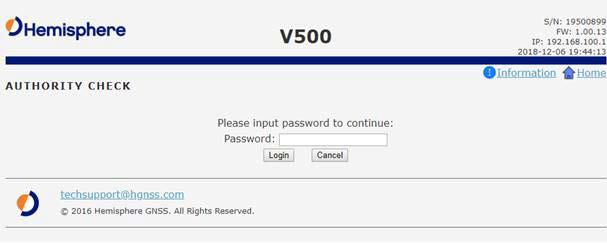 Hemisphere
V500
S/N: 19500899
FW: 1.00.13
IP: 192.168.100.1
2018-12-06 19:44:13
Information Home
AUTHORITY CHECK
Please input password to continue:
Password:
Login Cancel
techsupport@hgnss.com
© 2016 Hemisphere GNSS. All Rights Reserved.